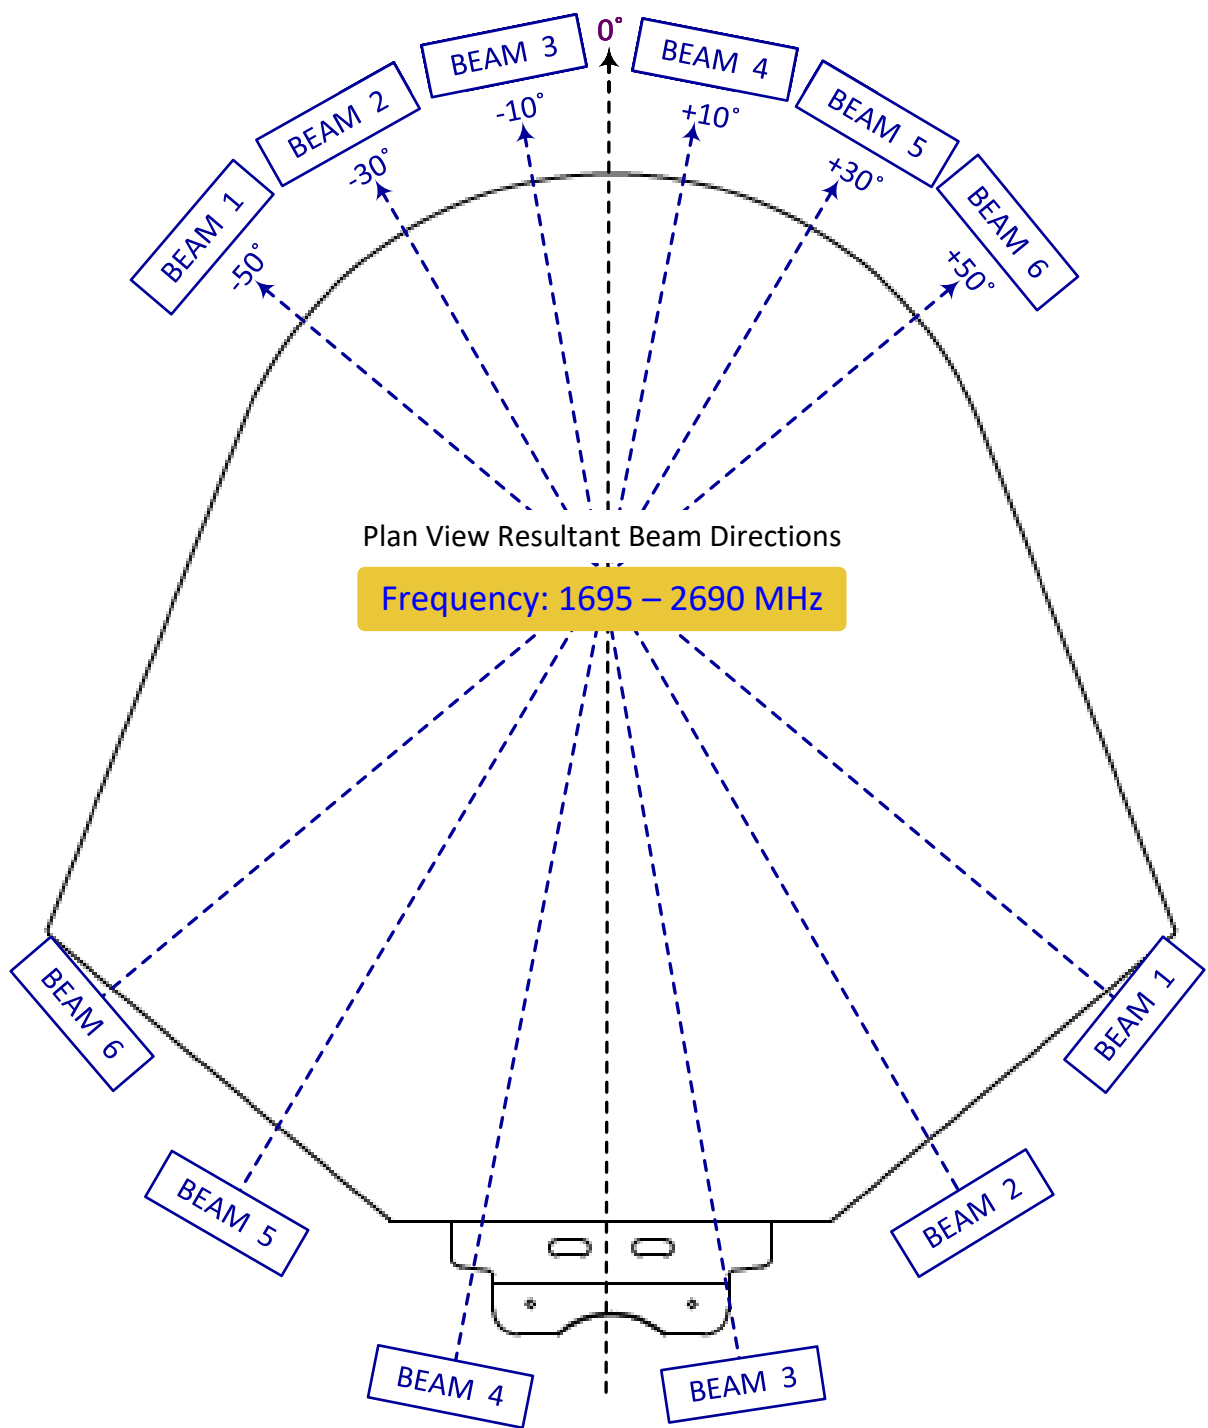 0°
BEAM 3
BEAM 4
BEAM 2
BEAM 5
-10°
+10°
BEAM 1
-30°
+30°
BEAM 6
-50°
+50°
Plan View Resultant Beam Directions
Frequency: 1695 – 2690 MHz
BEAM 6
BEAM 1
BEAM 5
BEAM 2
BEAM 4
BEAM 3